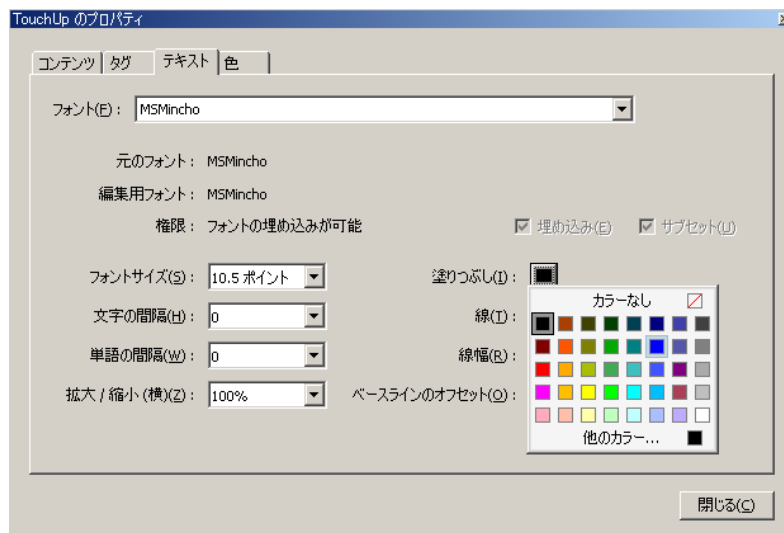 TouchUp のプロパティ
コンテンツ タグ テキスト 色
フォント(F)： MSMincho
元のフォント： MSMincho
編集用フォント： MSMincho
権限： フォントの埋め込みが可能 埋め込み(E) サブセット(U)
フォントサイズ(S)： 10.5 ポイント 塗りつぶし(I)：
カラーなし
文字の間隔(H)： 0 線(T)：
単語の間隔(W)： 0 線幅(R)：
拡大 / 縮小 (横)(Z)： 100% ベースラインのオフセット(O)：
他のカラー...
閉じる(C)